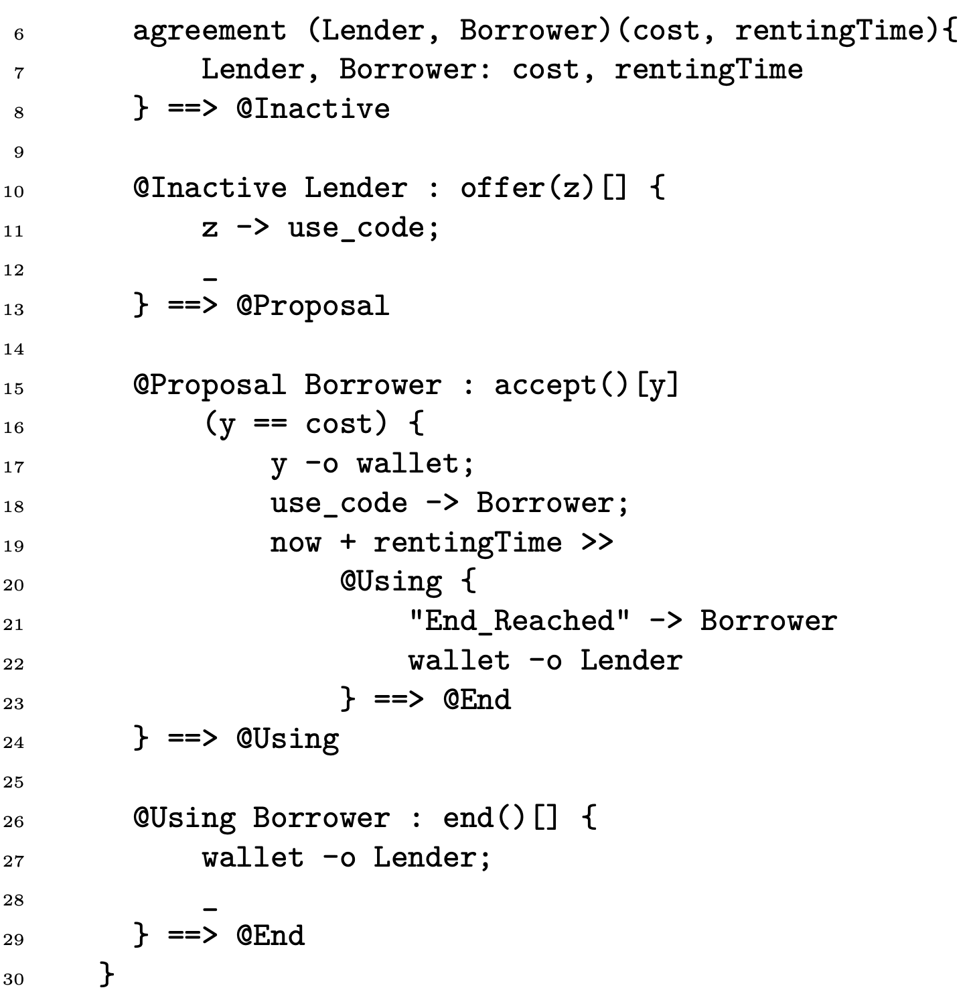 6 agreement (Lender, Borrower)(cost, rentingTime){
7 Lender, Borrower: cost, rentingTime
8 } ==> @Inactive
9
10 @Inactive Lender : offer(z)[] {
11 z -> use_code;
12 _
13 } ==> @Proposal
14
15 @Proposal Borrower : accept()[y]
16 (y == cost) {
17 y -o wallet;
18 use_code -> Borrower;
19 now + rentingTime >>
20 @Using {
21 "End_Reached" -> Borrower
22 wallet -o Lender
23 } ==> @End
24 } ==> @Using
25
26 @Using Borrower : end()[] {
27 wallet -o Lender;
28 _
29 } ==> @End
30 }